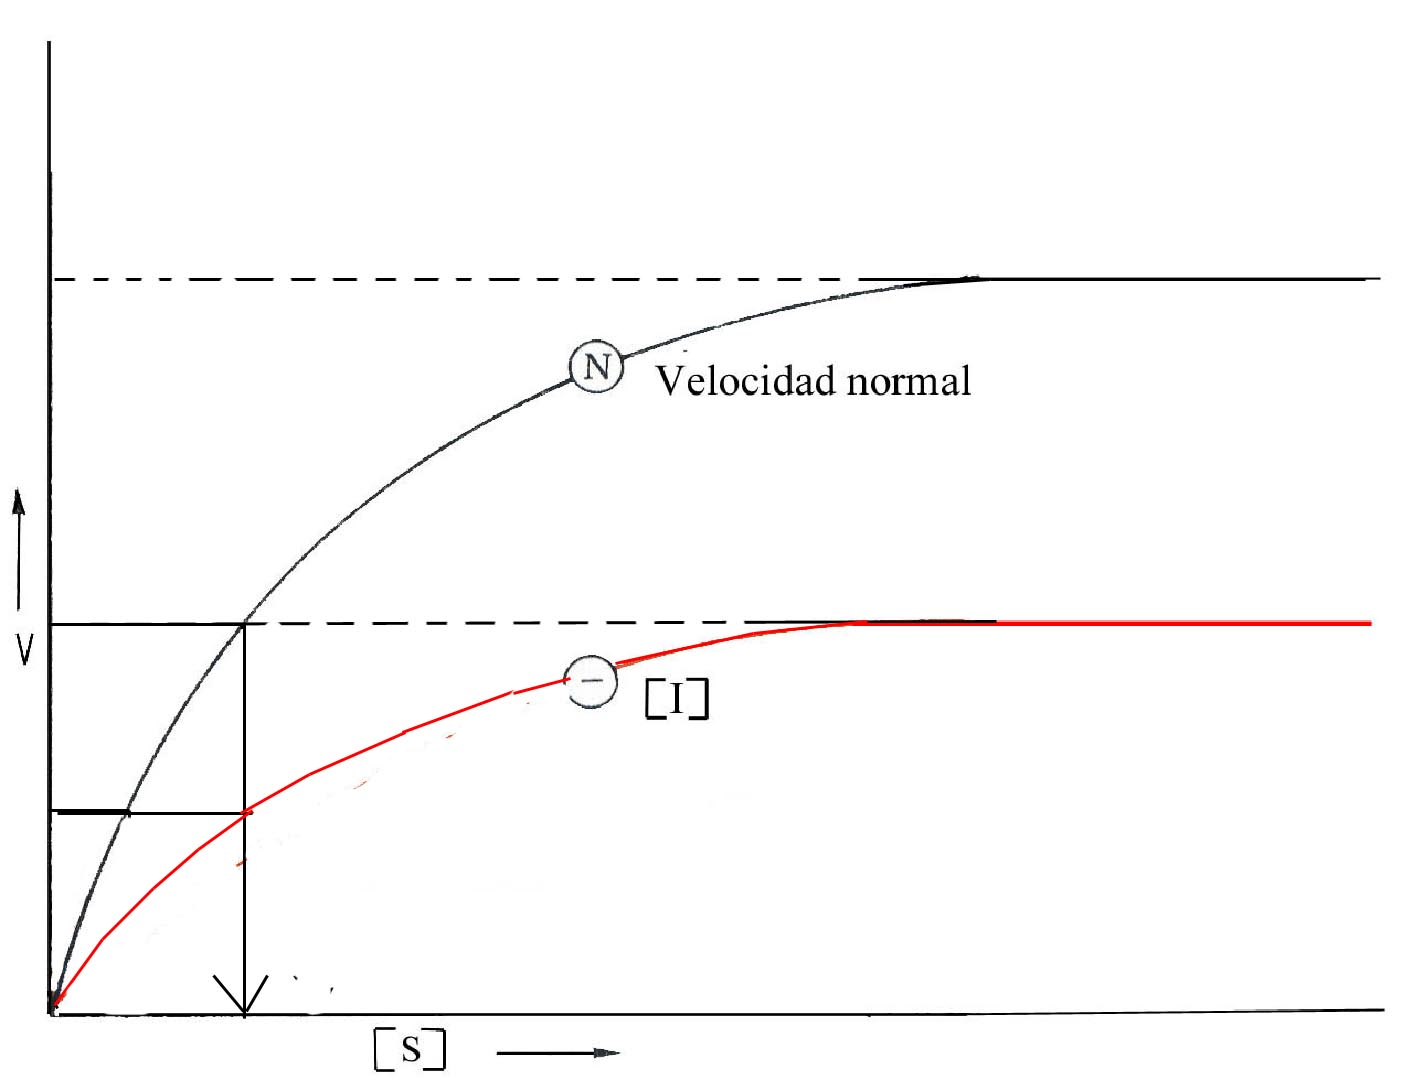 N
Velocidad normal
V
−
[I]
[S]